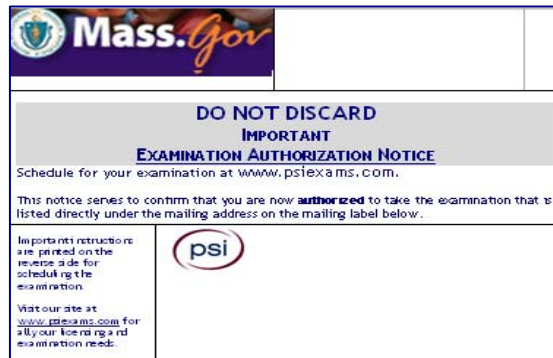 Mass.Gov
DO NOT DISCARD
IMPORTANT
EXAMINATION AUTHORIZATION NOTICE
Schedule for your examination at www.psiexams.com.
This notice serves to confirm that you are now authorized to take the examination that is
listed directly under the mailing address on the mailing label below.
Important instructions
are printed on the
reverse side for
scheduling the
examination.
Visit our site at
www.psiexams.com for
all your licensing and
examination needs.
psi